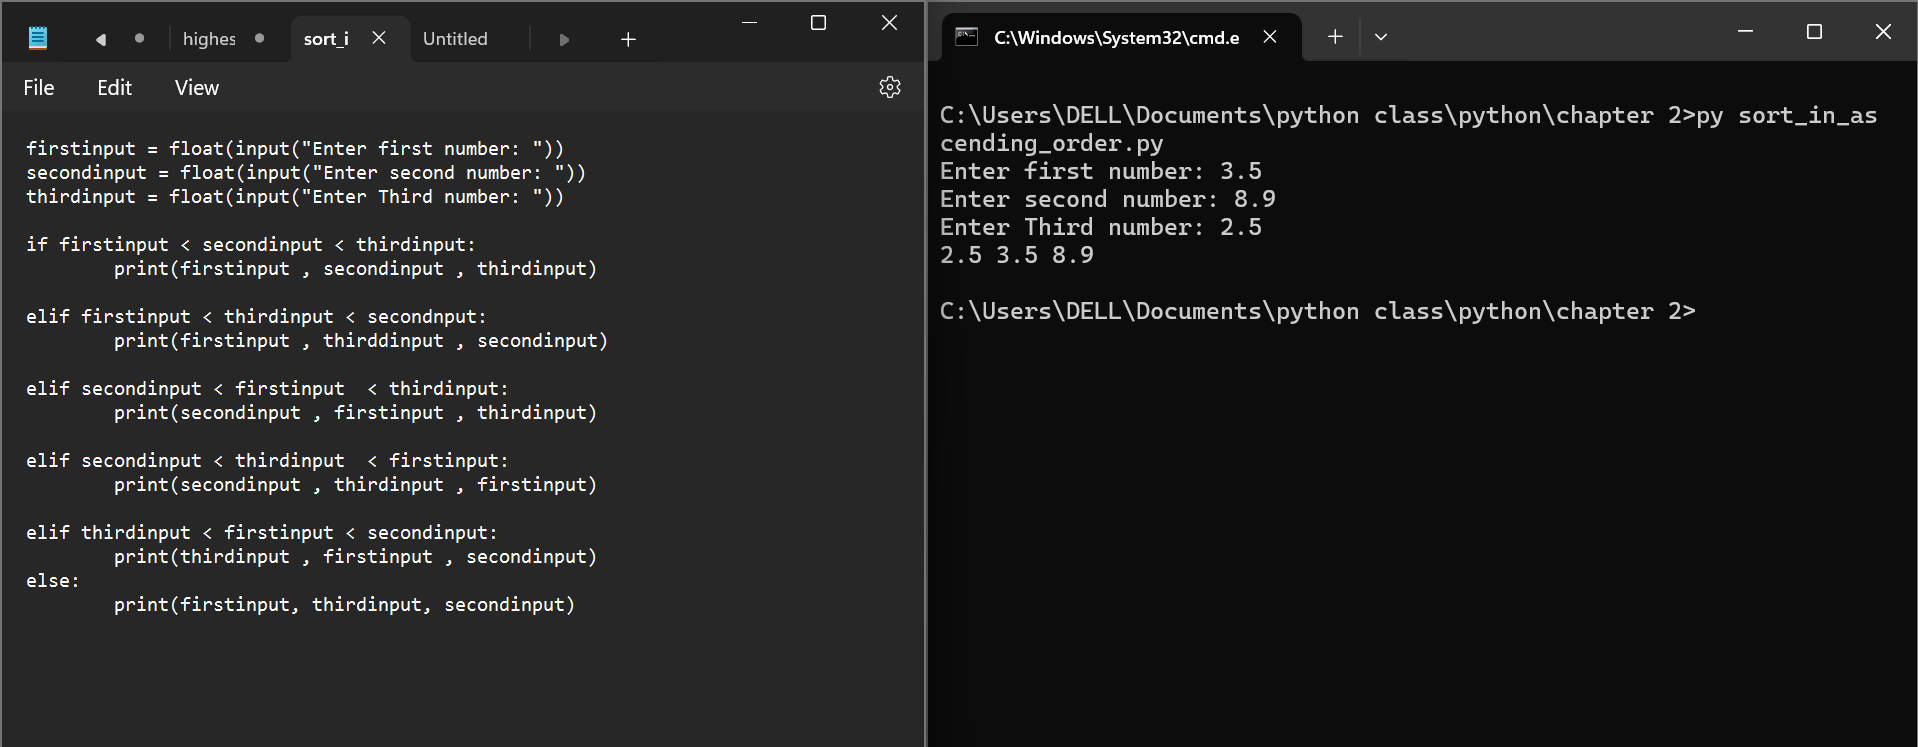 highes
sort_i
Untitled
File Edit View
firstinput = float(input("Enter first number: "))
secondinput = float(input("Enter second number: "))
thirdinput = float(input("Enter Third number: "))
if firstinput < secondinput < thirdinput:
print(firstinput , secondinput , thirdinput)
elif firstinput < thirdinput < secondnput:
print(firstinput , thirddinput , secondinput)
elif secondinput < firstinput  < thirdinput:
print(secondinput , firstinput , thirdinput)
elif secondinput < thirdinput  < firstinput:
print(secondinput , thirdinput , firstinput)
elif thirdinput < firstinput < secondinput:
print(thirdinput , firstinput , secondinput)
else:
print(firstinput, thirdinput, secondinput)
C:\Windows\System32\cmd.e
C:\Users\DELL\Documents\python class\python\chapter 2>py sort_in_as
cending_order.py
Enter first number: 3.5
Enter second number: 8.9
Enter Third number: 2.5
2.5 3.5 8.9
C:\Users\DELL\Documents\python class\python\chapter 2>